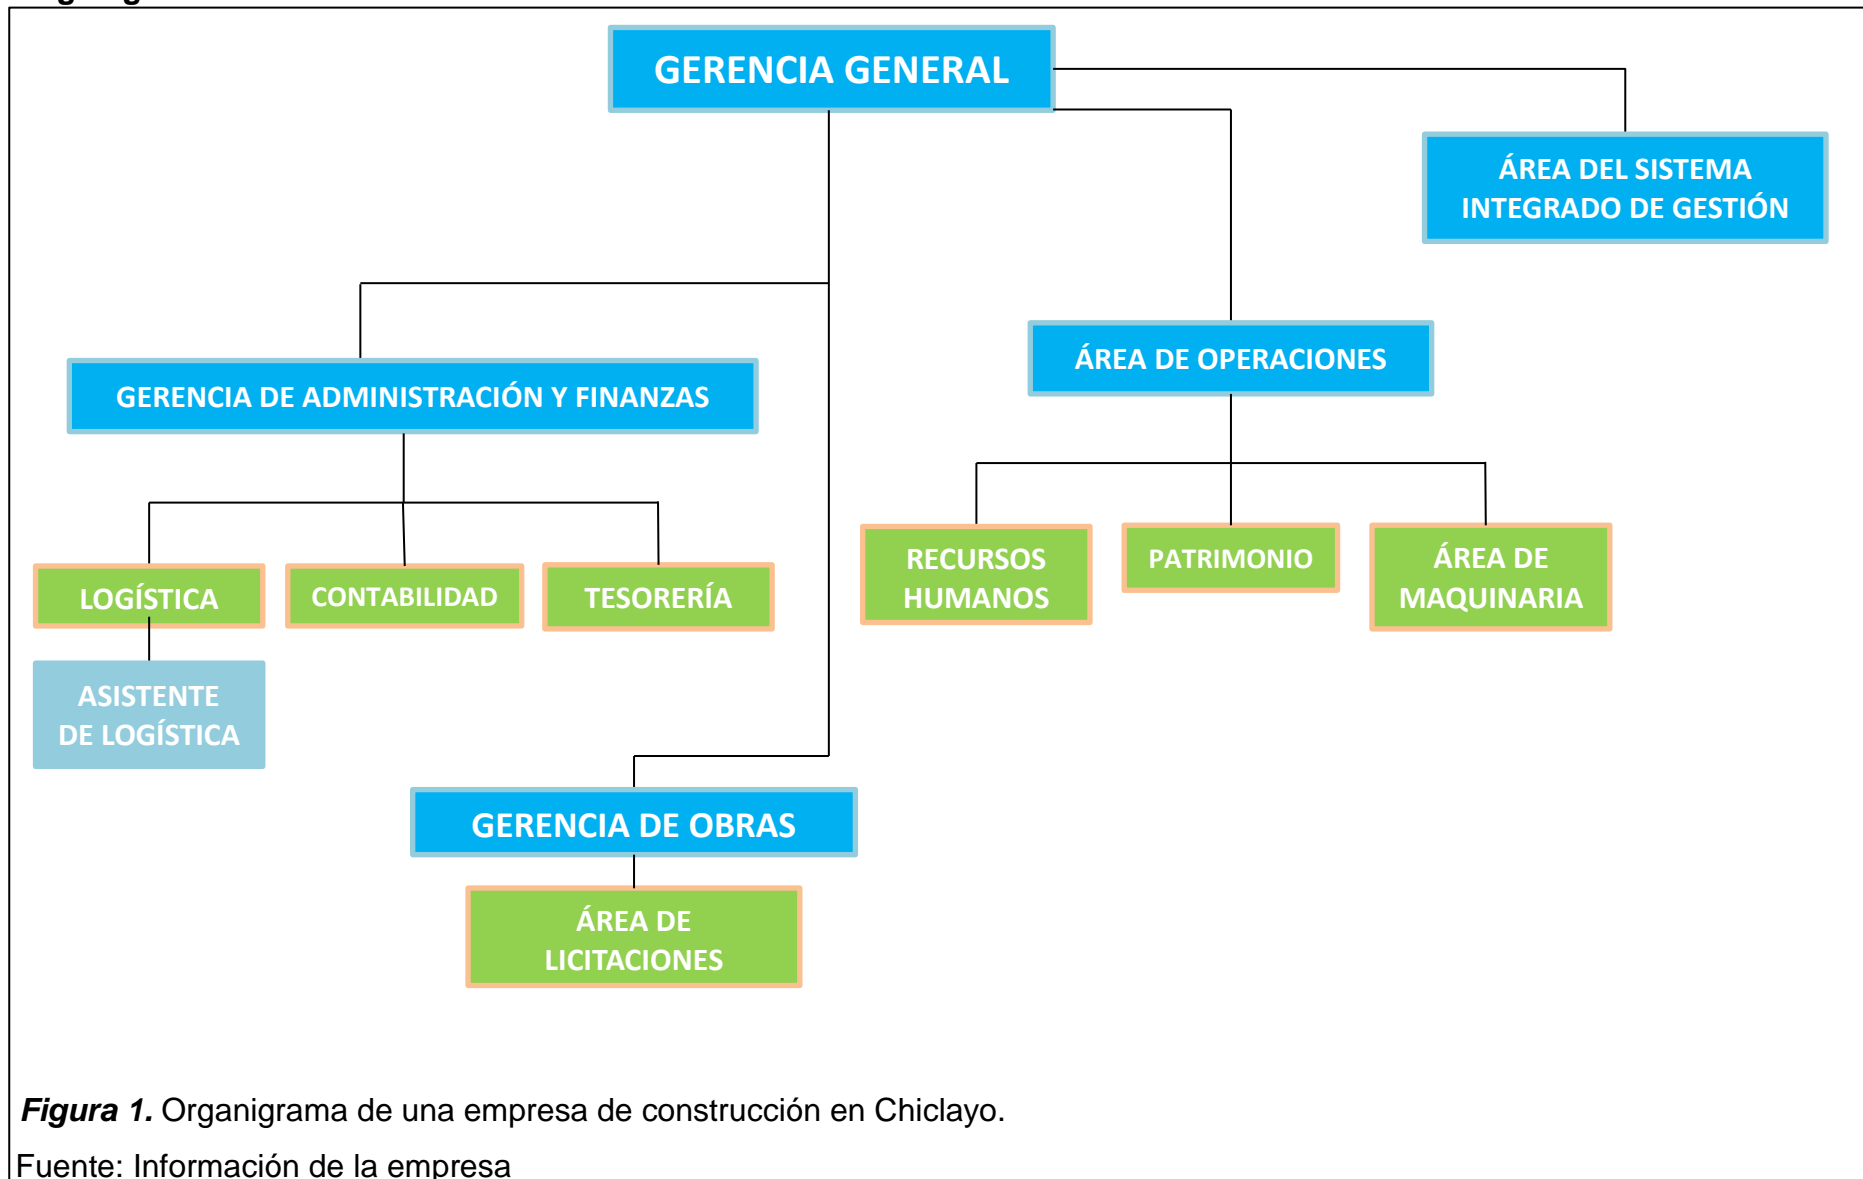 GERENCIA GENERAL
ÁREA DEL SISTEMA
INTEGRADO DE GESTIÓN
ÁREA DE OPERACIONES
GERENCIA DE ADMINISTRACIÓN Y FINANZAS
RECURSOS
HUMANOS
PATRIMONIO
ÁREA DE
MAQUINARIA
LOGÍSTICA
CONTABILIDAD
TESORERÍA
ASISTENTE
DE LOGÍSTICA
GERENCIA DE OBRAS
ÁREA DE
LICITACIONES
Figura 1. Organigrama de una empresa de construcción en Chiclayo.
Fuente: Información de la empresa